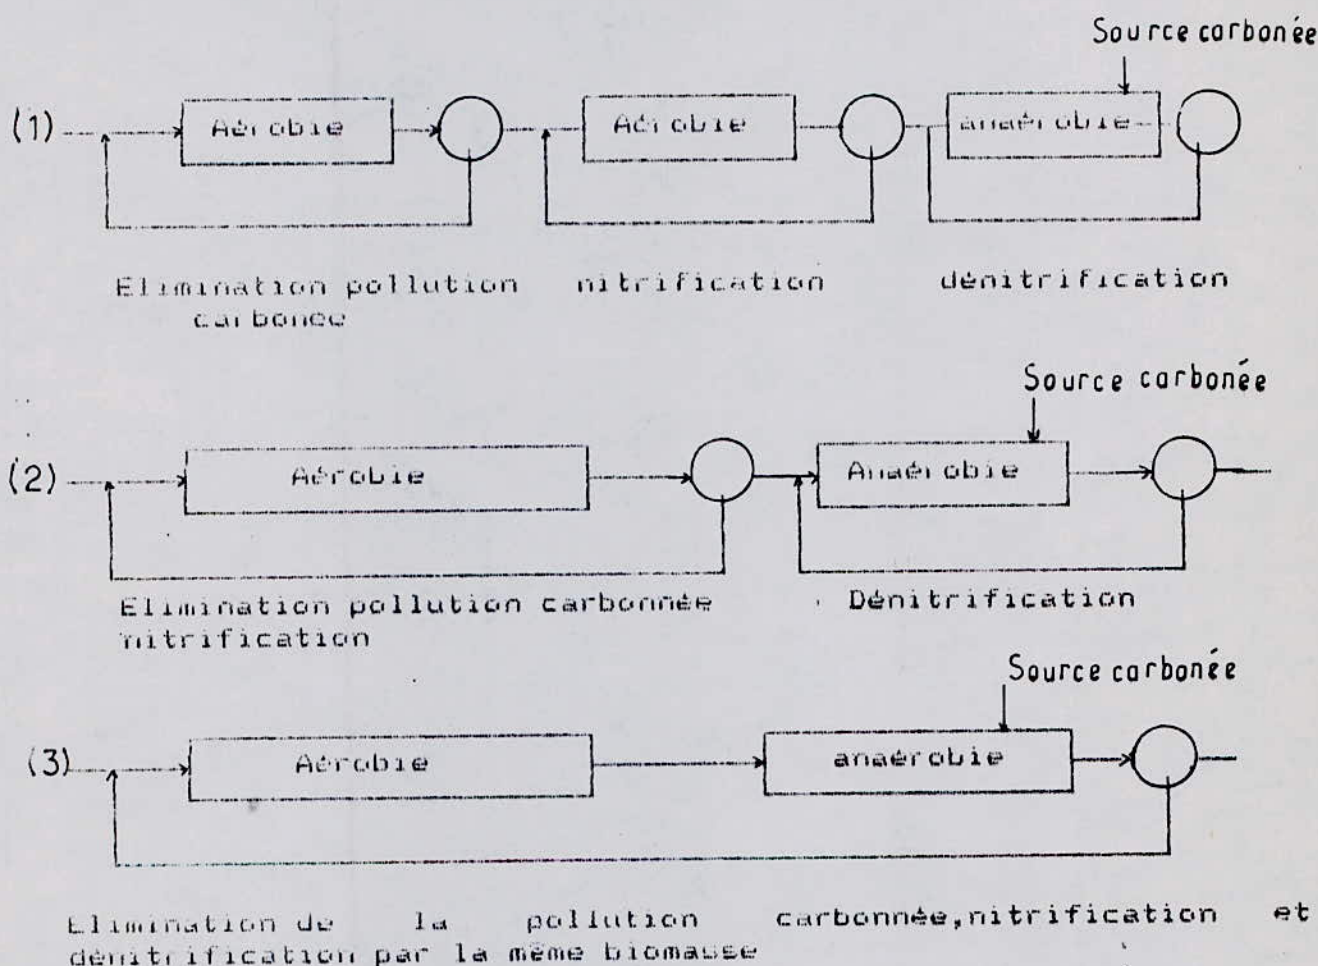 Source carbonée
(1) Aérobie Aérobie anaérobie
Elimination pollution nitrification dénitrification
carbonée
Source carbonée
(2) Aérobie Anaérobie
Elimination pollution carbonnée Dénitrification
nitrification
Source carbonée
(3) Aérobie anaérobie
Elimination de la pollution carbonnée,nitrification et
dénitrification par la même biomasse